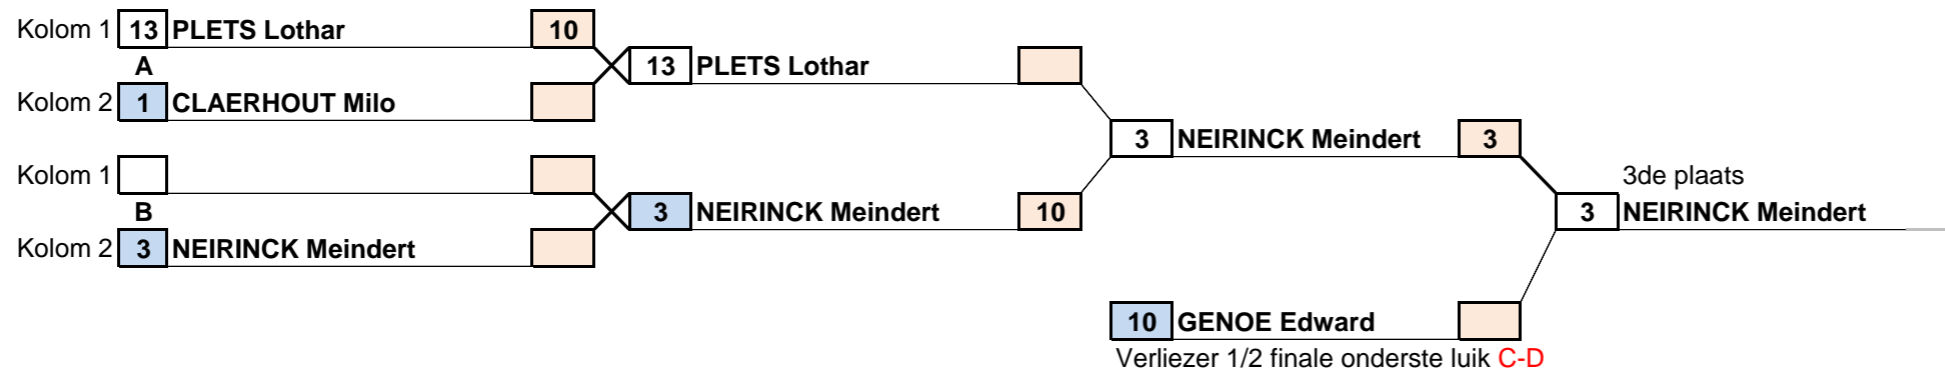 Kolom 1 13 PLETS Lothar 10
A
13 PLETS Lothar
Kolom 2 1 CLAERHOUT Milo
3 NEIRINCK Meindert 3
Kolom 1
3de plaats
B
3 NEIRINCK Meindert 10
3 NEIRINCK Meindert
Kolom 2 3 NEIRINCK Meindert
10 GENOE Edward
Verliezer 1/2 finale onderste luik C-D